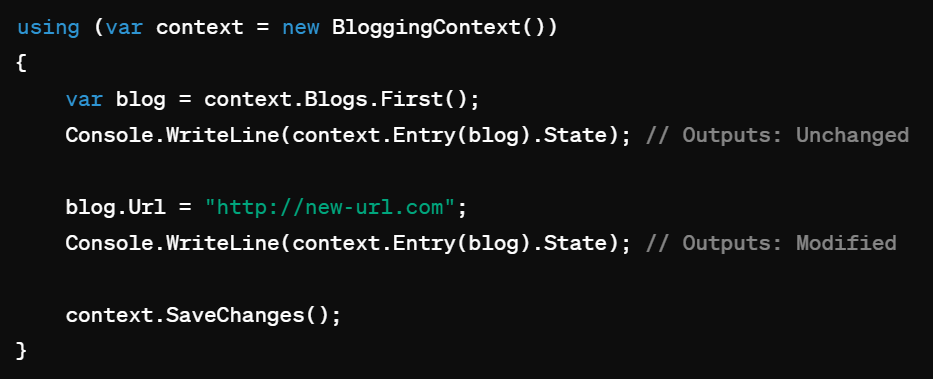 using (var context = new BloggingContext())
{
    var blog = context.Blogs.First();
    Console.WriteLine(context.Entry(blog).State); // Outputs: Unchanged

    blog.Url = "http://new-url.com";
    Console.WriteLine(context.Entry(blog).State); // Outputs: Modified

    context.SaveChanges();
}